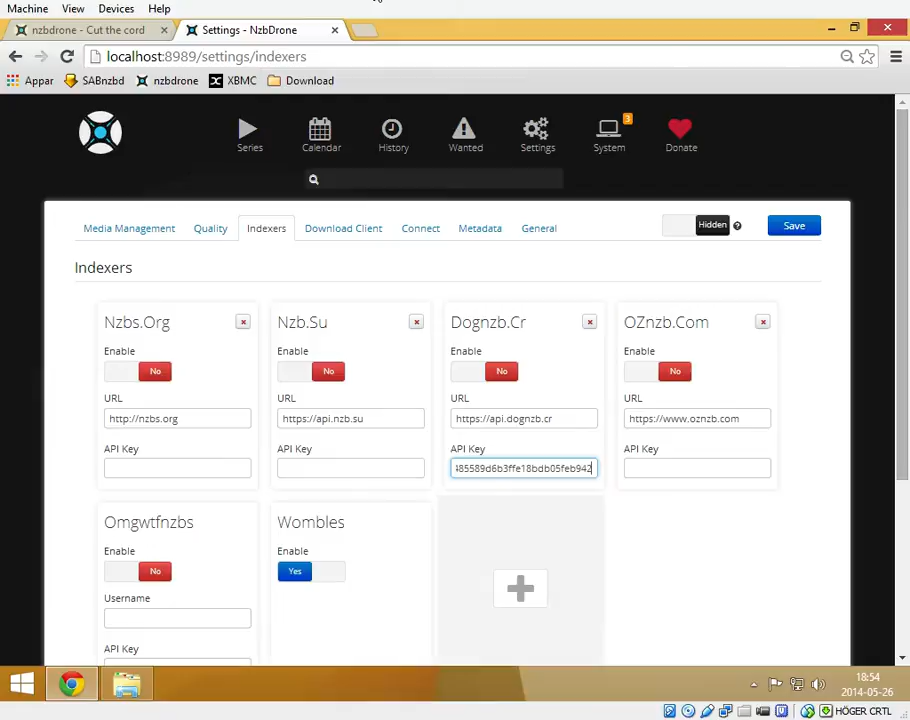 Machine View Devices Help
nzbdrone - Cut the cord
Settings - NzbDrone
localhost:8989/settings/indexers
Appar SABnzbd nzbdrone XBMC Download
3
Series Calendar History Wanted Settings System Donate
Media Management Quality Indexers Download Client Connect Metadata General Hidden Save
Indexers
Nzbs.Org Nzb.Su Dognzb.Cr OZnzb.Com
Enable Enable Enable Enable
No No No No
URL URL URL URL
http://nzbs.org https://api.nzb.su https://api.dognzb.cr https://www.oznzb.com
API Key API Key API Key API Key
485589d6b3ffe18bdb05feb942
Omgwtfnzbs Wombles
Enable Enable
No Yes
Username
API Key
18:54
2014-05-26
HÖGER CRTL